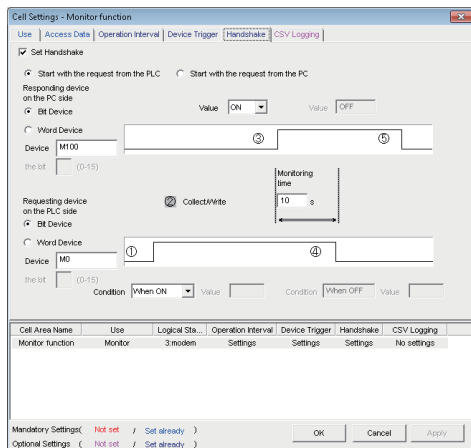 Cell Settings - Monitor function
Use Access Data Operation Interval Device Trigger Handshake CSV Logging
Set Handshake
Start with the request from the PLC Start with the request from the PC
Responding device
on the PC side
Value ON Value OFF
Bit Device
Word Device
③ ⑤
Device M100
the bit (0-15)
Monitoring
time
10 s
Requesting device
on the PLC side
② Collect/Write
Bit Device
Word Device
① ④
Device M0
the bit (0-15)
Condition When ON Value Condition When OFF Value
Cell Area Name Use Logical Sta... Operation Interval Device Trigger Handshake CSV Logging
Monitor function Monitor 3:modem Settings Settings Settings No settings
Mandatory Settings( Not set / Set already )
Optional Settings ( Not set / Set already )
OK Cancel Apply